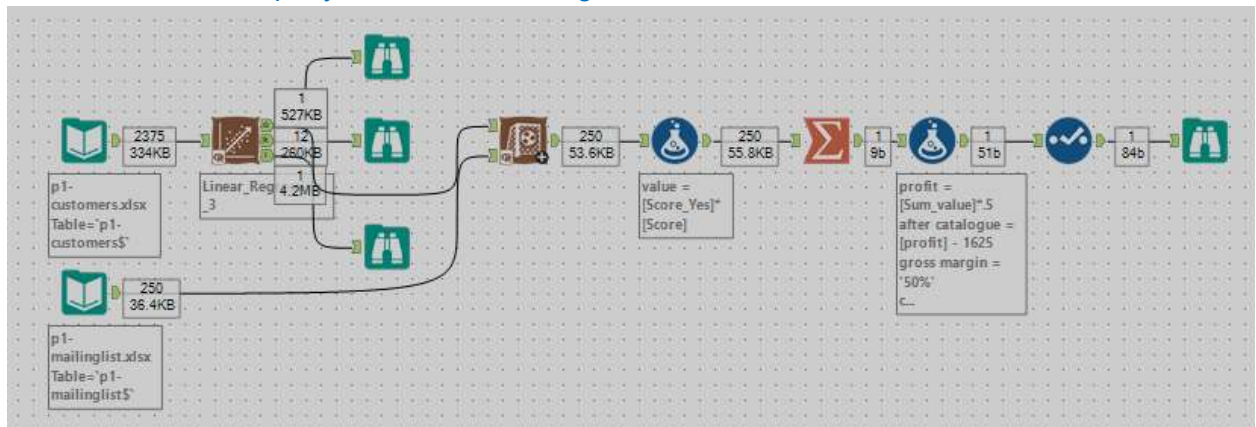 1
527KB
2375
334KB
12
260KB
1
4.2MB
250
53.6KB
250
55.8KB
1
9b
1
51b
1
84b
p1-
customers.xlsx
Table=`p1-
customers$`
Linear_Reg
_3
value =
[Score_Yes]*
[Score]
profit =
[Sum_value]*.5
after catalogue =
[profit] - 1625
gross margin =
'50%'
c...
250
36.4KB
p1-
mailinglist.xlsx
Table=`p1-
mailinglist$`